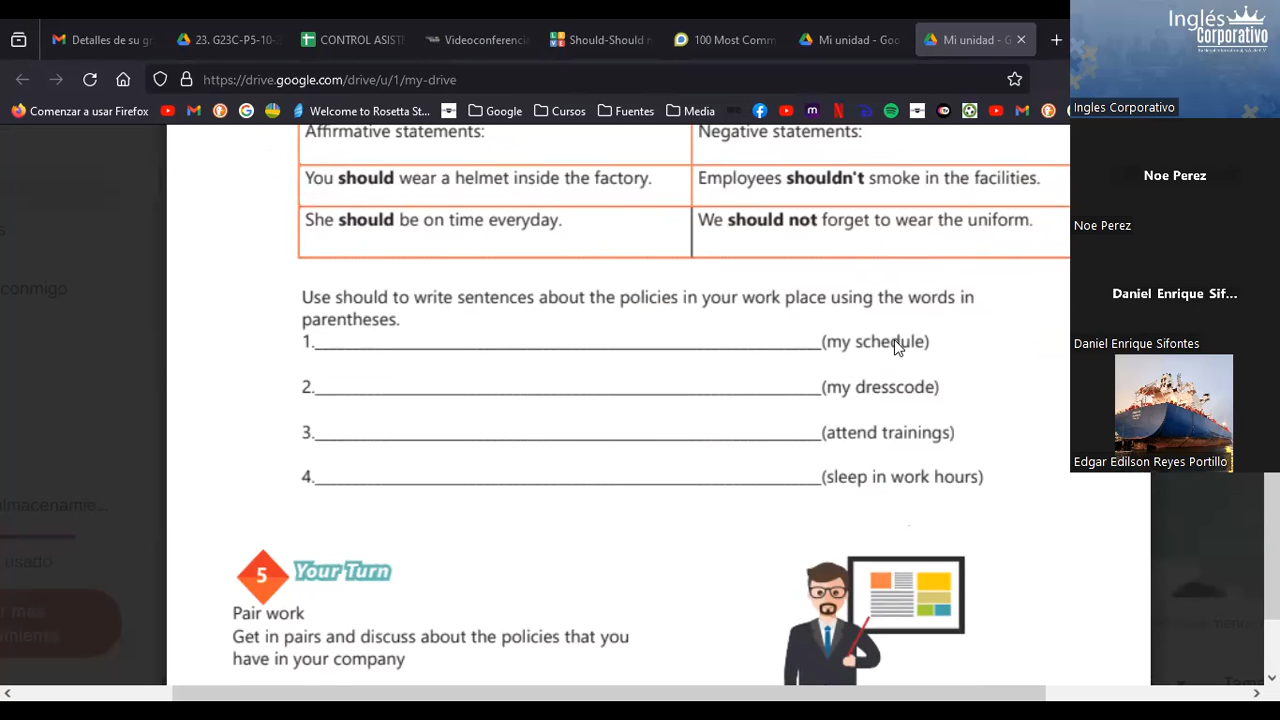 Detalles de su gr
23. G23C-P5-10-2
CONTROL ASIST
Videoconferenc
Should-Should n
100 Most Comm
Mi unidad - Goo
Mi unidad - G
Inglés
Corporativo
https://drive.google.com/drive/u/1/my-drive
Ingles Corporativo
Comenzar a usar Firefox
Welcome to Rosetta St...
Google
Cursos
Fuentes
Media
Affirmative statements:
Negative statements:
You should wear a helmet inside the factory.
Employees shouldn't smoke in the facilities.
She should be on time everyday.
We should not forget to wear the uniform.
Noe Perez
Noe Perez
Daniel Enrique Sif...
Daniel Enrique Sifontes
Edgar Edilson Reyes Portillo
conmigo
Use should to write sentences about the policies in your work place using the words in
parentheses.
1.(my schedule)
2.(my dresscode)
3.(attend trainings)
4.(sleep in work hours)
almacenamie...
5 Your Turn
Pair work
Get in pairs and discuss about the policies that you
have in your company